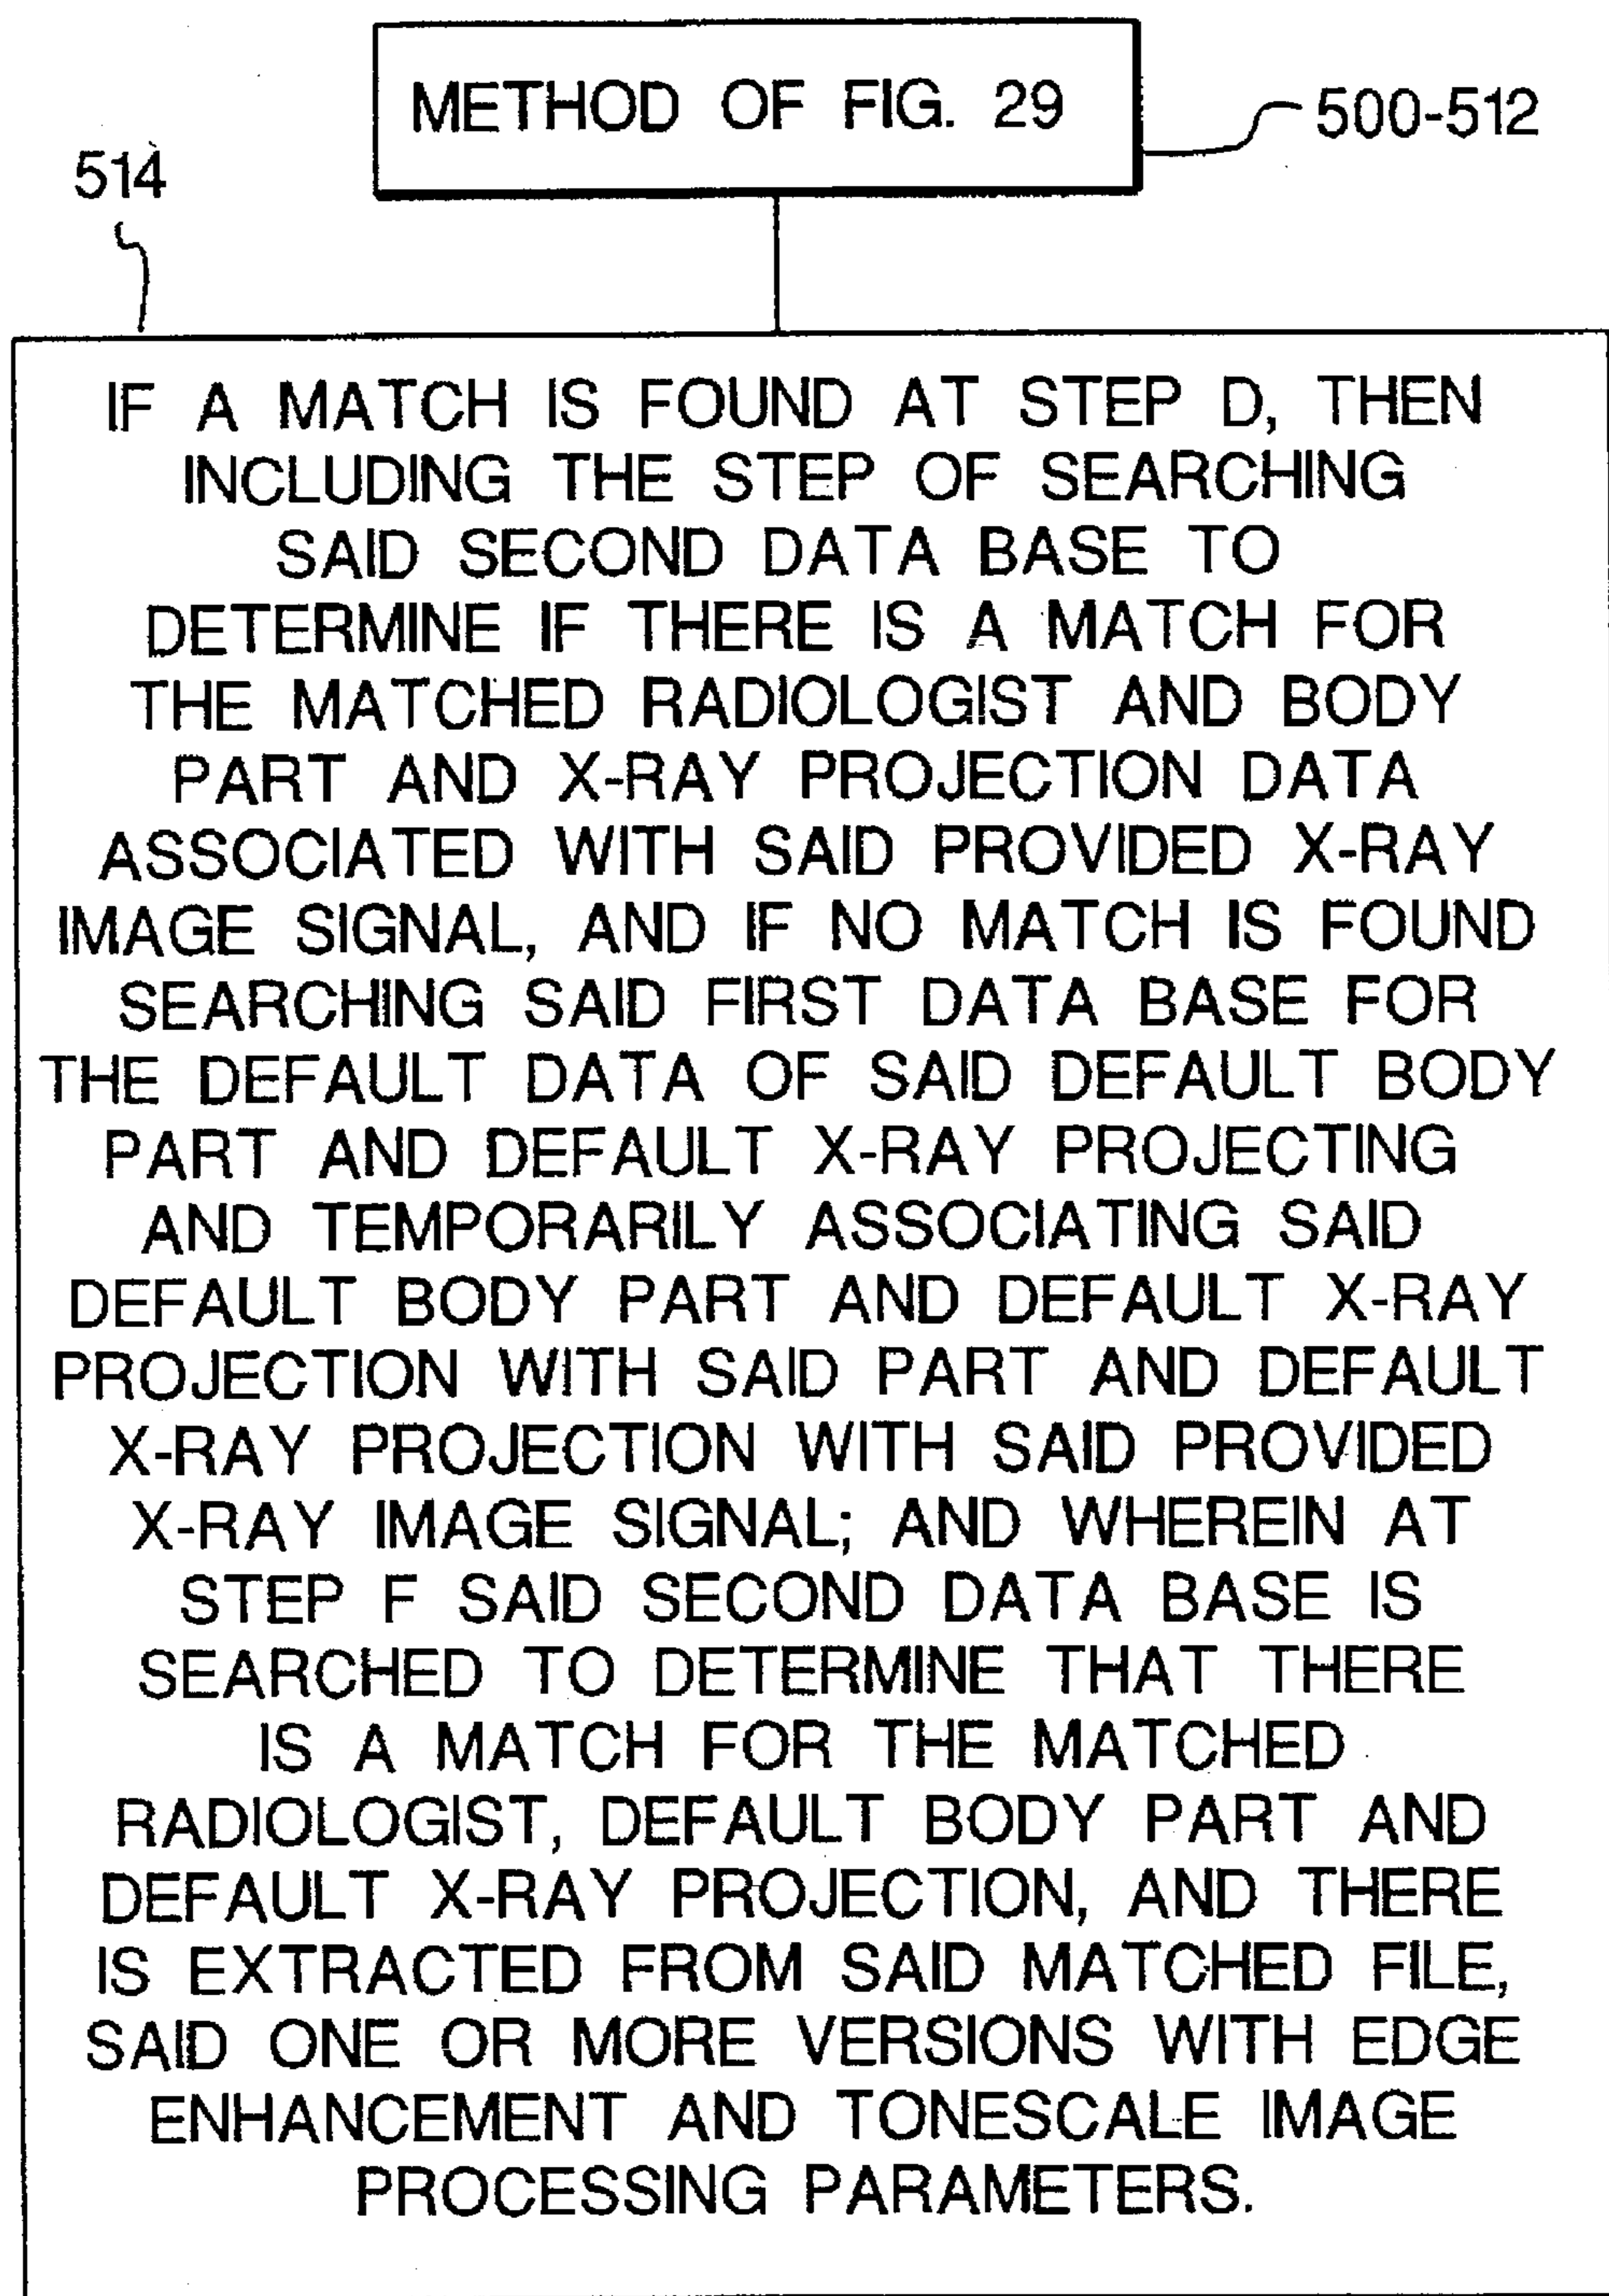 METHOD OF FIG. 29
500-512
514
IF A MATCH IS FOUND AT STEP D, THEN
INCLUDING THE STEP OF SEARCHING
SAID SECOND DATA BASE TO
DETERMINE IF THERE IS A MATCH FOR
THE MATCHED RADIOLOGIST AND BODY
PART AND X-RAY PROJECTION DATA
ASSOCIATED WITH SAID PROVIDED X-RAY
IMAGE SIGNAL, AND IF NO MATCH IS FOUND
SEARCHING SAID FIRST DATA BASE FOR
THE DEFAULT DATA OF SAID DEFAULT BODY
PART AND DEFAULT X-RAY PROJECTING
AND TEMPORARILY ASSOCIATING SAID
DEFAULT BODY PART AND DEFAULT X-RAY
PROJECTION WITH SAID PART AND DEFAULT
X-RAY PROJECTION WITH SAID PROVIDED
X-RAY IMAGE SIGNAL; AND WHEREIN AT
STEP F SAID SECOND DATA BASE IS
SEARCHED TO DETERMINE THAT THERE
IS A MATCH FOR THE MATCHED
RADIOLOGIST, DEFAULT BODY PART AND
DEFAULT X-RAY PROJECTION, AND THERE
IS EXTRACTED FROM SAID MATCHED FILE,
SAID ONE OR MORE VERSIONS WITH EDGE
ENHANCEMENT AND TONESCALE IMAGE
PROCESSING PARAMETERS.